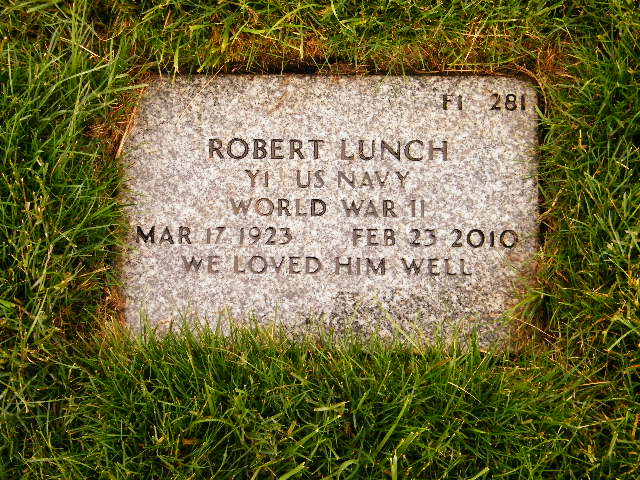 F1 281
ROBERT LUNCH
Y1 US NAVY
WORLD WAR II
MAR 17 1923 FEB 23 2010
WE LOVED HIM WELL